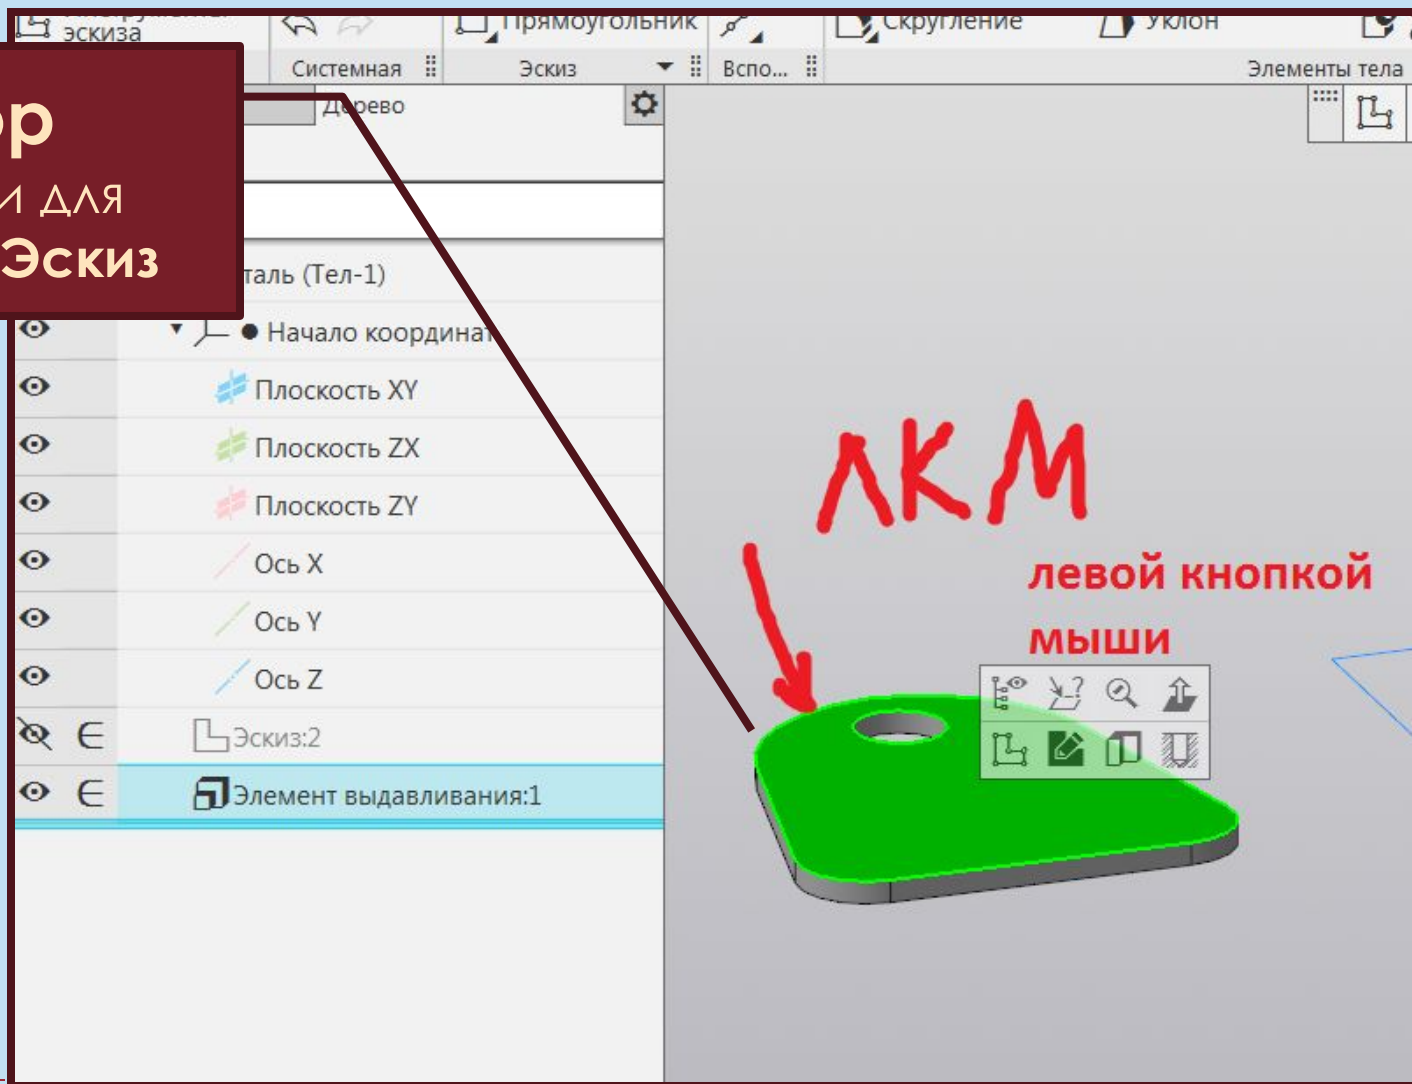 эскиза
Прямоугольник
Скругление
Уклон
Системная
Эскиз
Вспо...
Элементы тела
Дерево
для
Эскиз
(Тел-1)
Начало координат
Плоскость XY
Плоскость ZX
Плоскость ZY
Ось X
Ось Y
Ось Z
Эскиз:2
Элемент выдавливания:1
ЛКМ
левой кнопкой
мыши